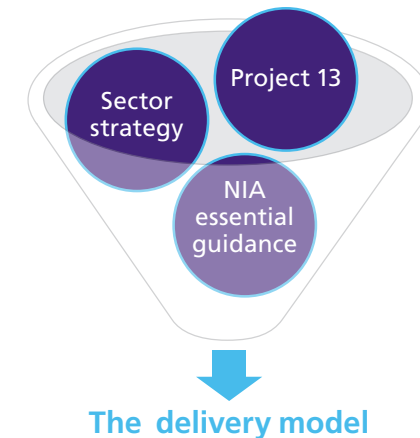 Project 13
Sector
strategy
NIA
essential
guidance
The delivery model